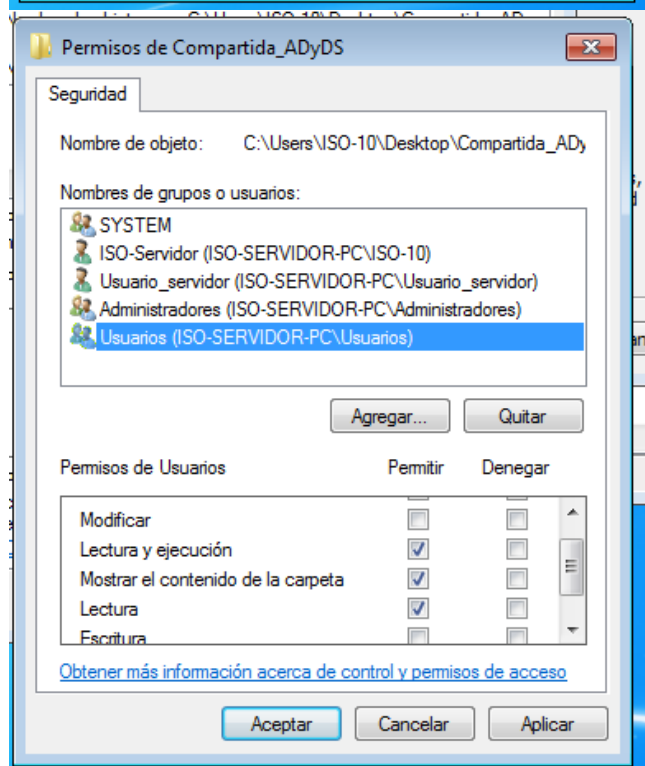 Permisos de Compartida_ADyDS
Seguridad
Nombre de objeto: C:\Users\ISO-10\Desktop\Compartida_ADy
Nombres de grupos o usuarios:
SYSTEM
ISO-Servidor (ISO-SERVIDOR-PC\ISO-10)
Usuario_servidor (ISO-SERVIDOR-PC\Usuario_servidor)
Administradores (ISO-SERVIDOR-PC\Administradores)
Usuarios (ISO-SERVIDOR-PC\Usuarios)
Agregar... Quitar
Permisos de Usuarios Permitir Denegar
Modificar
Lectura y ejecución
Mostrar el contenido de la carpeta
Lectura
Escritura
Obtener más información acerca de control y permisos de acceso
Aceptar Cancelar Aplicar